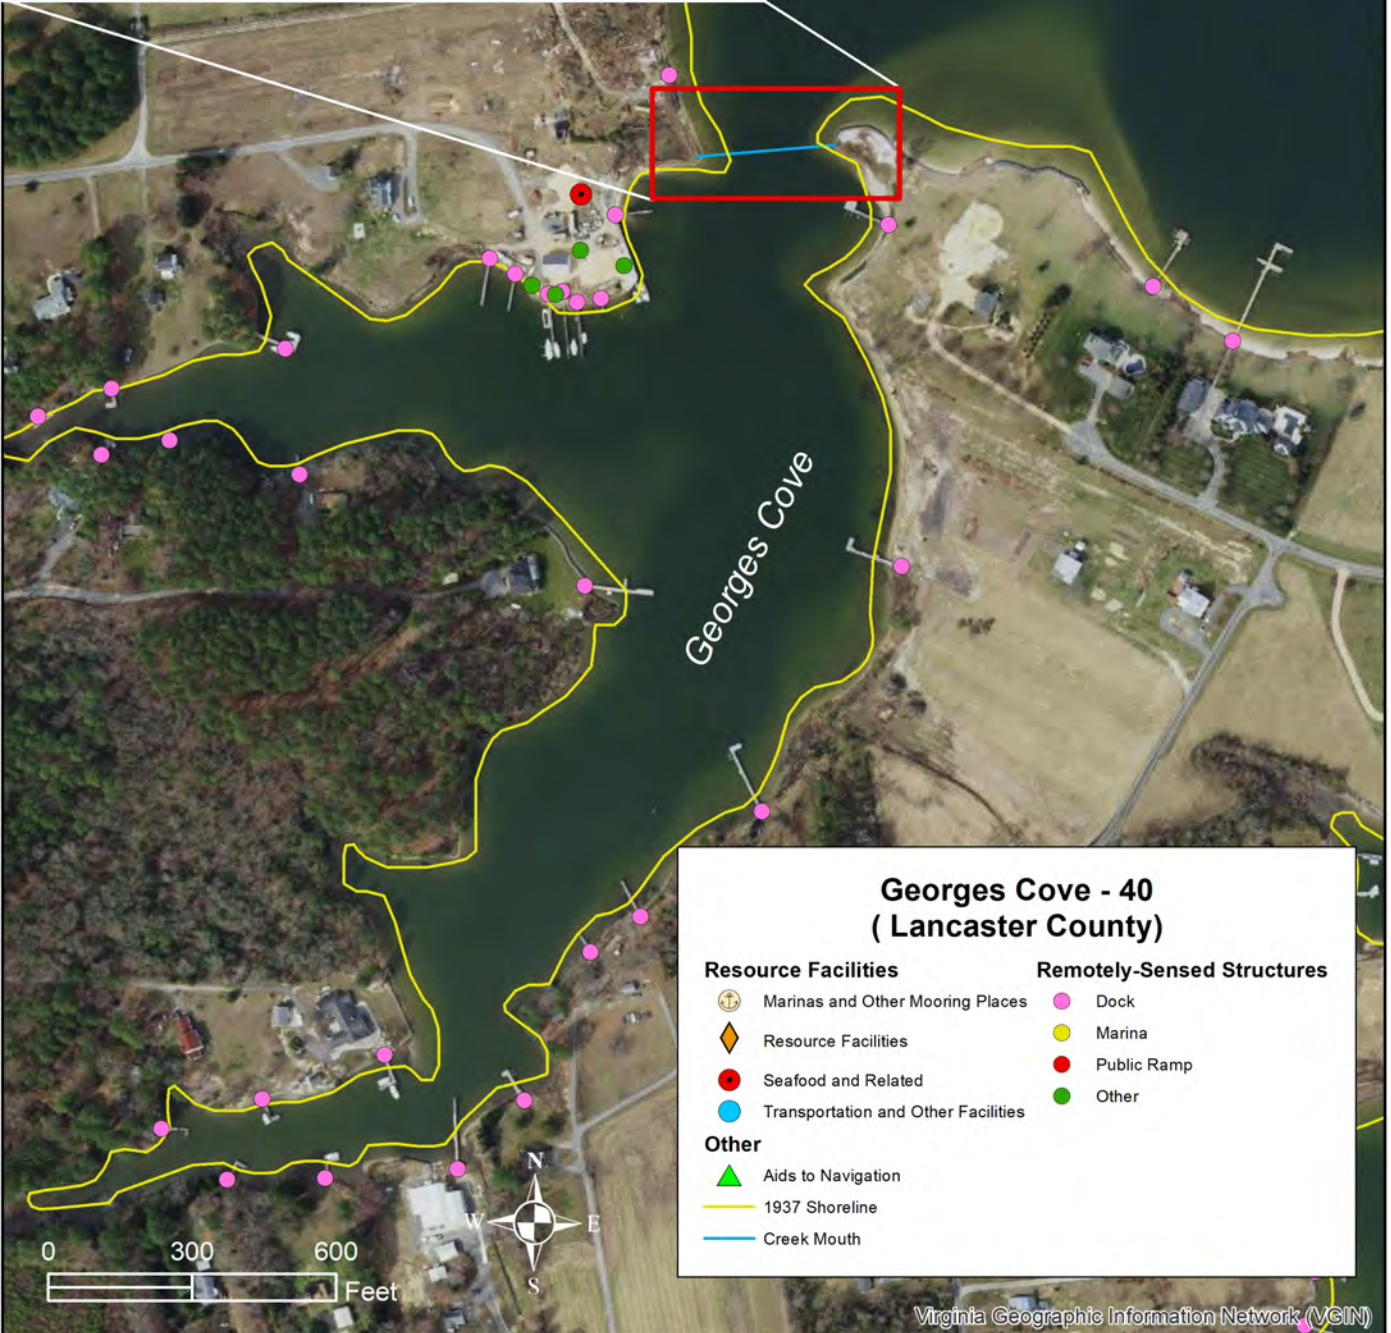 Georges Cove
Georges Cove - 40
( Lancaster County)
Resource Facilities
Marinas and Other Mooring Places
Resource Facilities
Seafood and Related
Transportation and Other Facilities
Other
Aids to Navigation
1937 Shoreline
Creek Mouth
Remotely-Sensed Structures
Dock
Marina
Public Ramp
Other
N
W E
S
0 300 600
Feet
Virginia Geographic Information Network (VGIN)